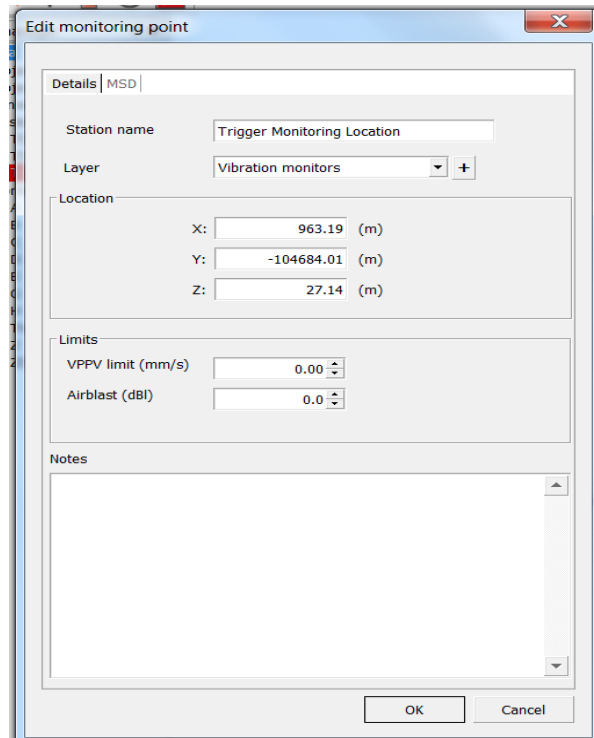 Edit monitoring point
Details MSD
Station name Trigger Monitoring Location
Layer Vibration monitors +
Location
X: 963.19 (m)
Y: -104684.01 (m)
Z: 27.14 (m)
Limits
VPPV limit (mm/s) 0.00
Airblast (dBl) 0.0
Notes
OK Cancel